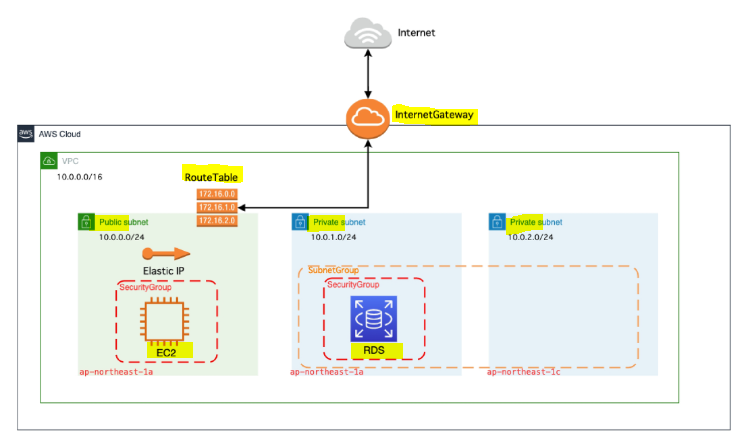 Internet
InternetGateway
aws
AWS Cloud
VPC
10.0.0.0/16
RouteTable
172.16.0.0
172.16.1.0
172.16.2.0
Public subnet
10.0.0.0/24
Elastic IP
SecurityGroup
EC2
ap-northeast-1a
Private subnet
10.0.1.0/24
SubnetGroup
SecurityGroup
RDS
ap-northeast-1a
Private subnet
10.0.2.0/24
ap-northeast-1c